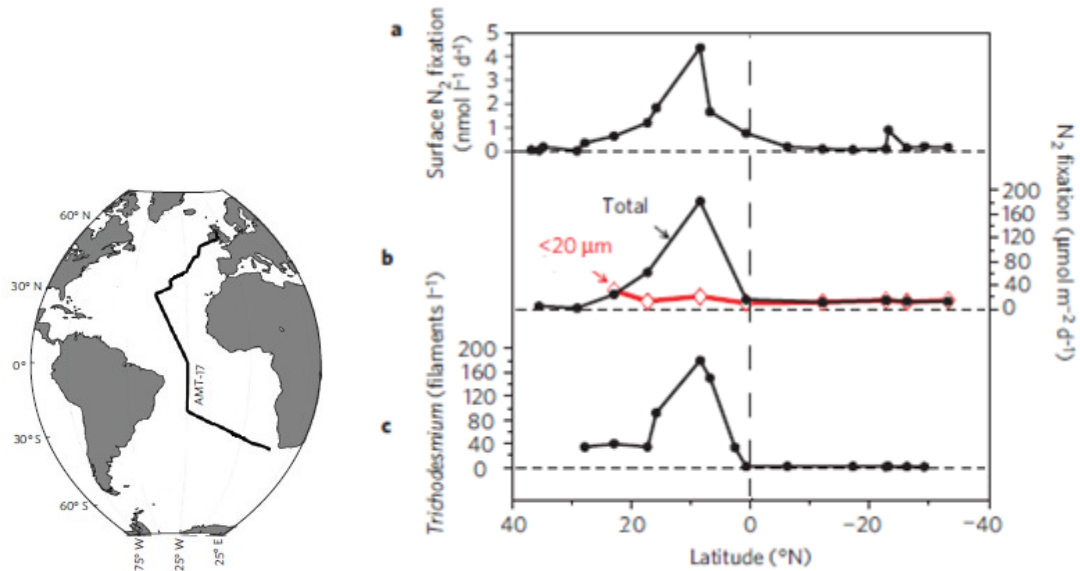 60° N
30° N
0°
30° S
60° S
AMT-17
75° W
25° W
25° E
a
Surface N₂ fixation
(nmol l⁻¹ d⁻¹)
5
4
3
2
1
0
b
Total
<20 μm
200
160
120
80
40
0
N₂ fixation (μmol m⁻² d⁻¹)
c
Trichodesmium (filaments l⁻¹)
200
160
120
80
40
0
40
20
0
−20
−40
Latitude (°N)